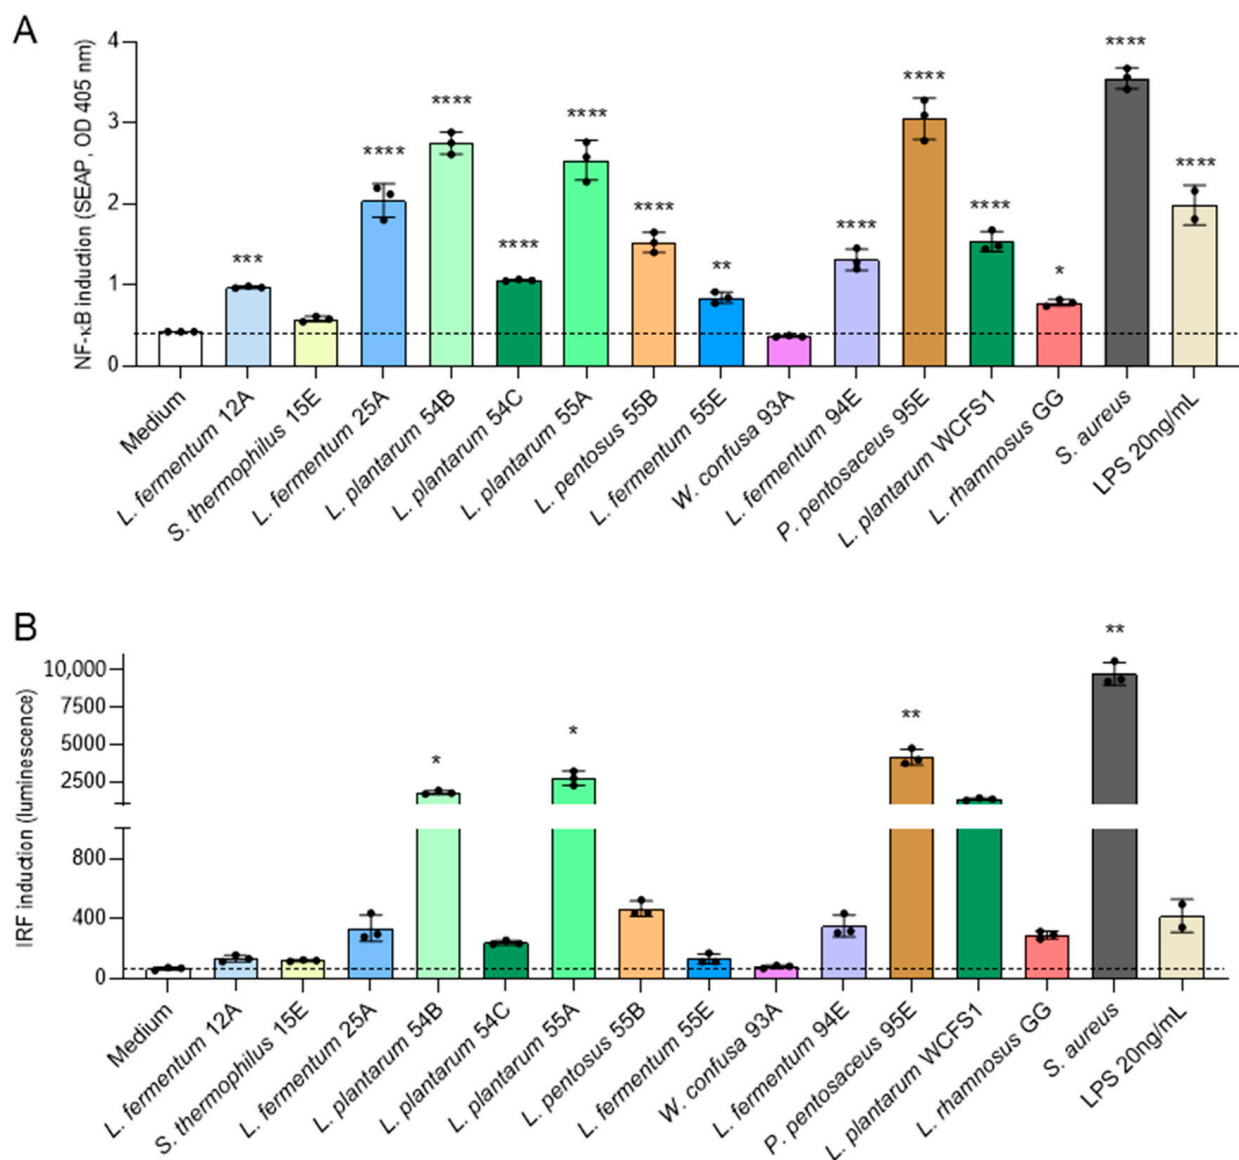 A
NF-κB induction (SEAP, OD 405 nm)
4
3
2
1
0
***
****
****
****
****
****
**
****
****
****
*
****
****
Medium
L. fermentum 12A
S. thermophilus 15E
L. fermentum 25A
L. plantarum 54B
L. plantarum 54C
L. plantarum 55A
L. pentosus 55B
L. fermentum 55E
W. confusa 93A
L. fermentum 94E
P. pentosaceus 95E
L. plantarum WCFS1
L. rhamnosus GG
S. aureus
LPS 20ng/mL
B
IRF induction (luminescence)
10,000
7500
5000
2500
800
400
0
*
*
**
**
Medium
L. fermentum 12A
S. thermophilus 15E
L. fermentum 25A
L. plantarum 54B
L. plantarum 54C
L. plantarum 55A
L. pentosus 55B
L. fermentum 55E
W. confusa 93A
L. fermentum 94E
P. pentosaceus 95E
L. plantarum WCFS1
L. rhamnosus GG
S. aureus
LPS 20ng/mL